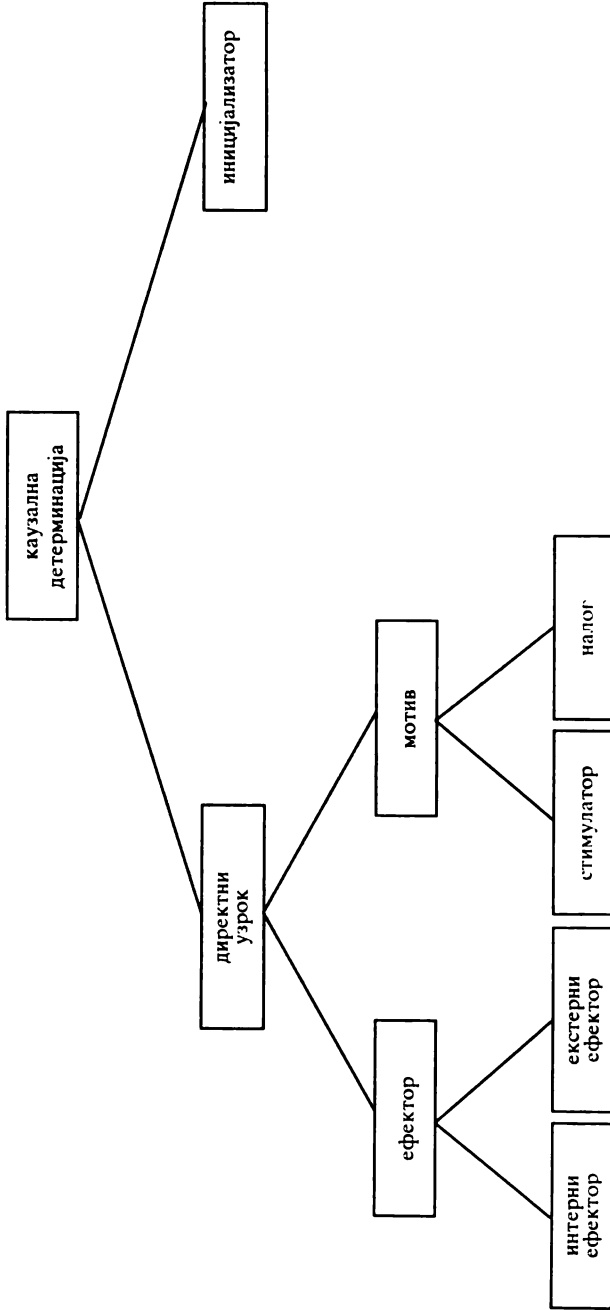 каузална
детерминација
директни
узрок
иницијализатор
ефектор
мотив
интерни
ефектор
екстерни
ефектор
стимулатор
налог